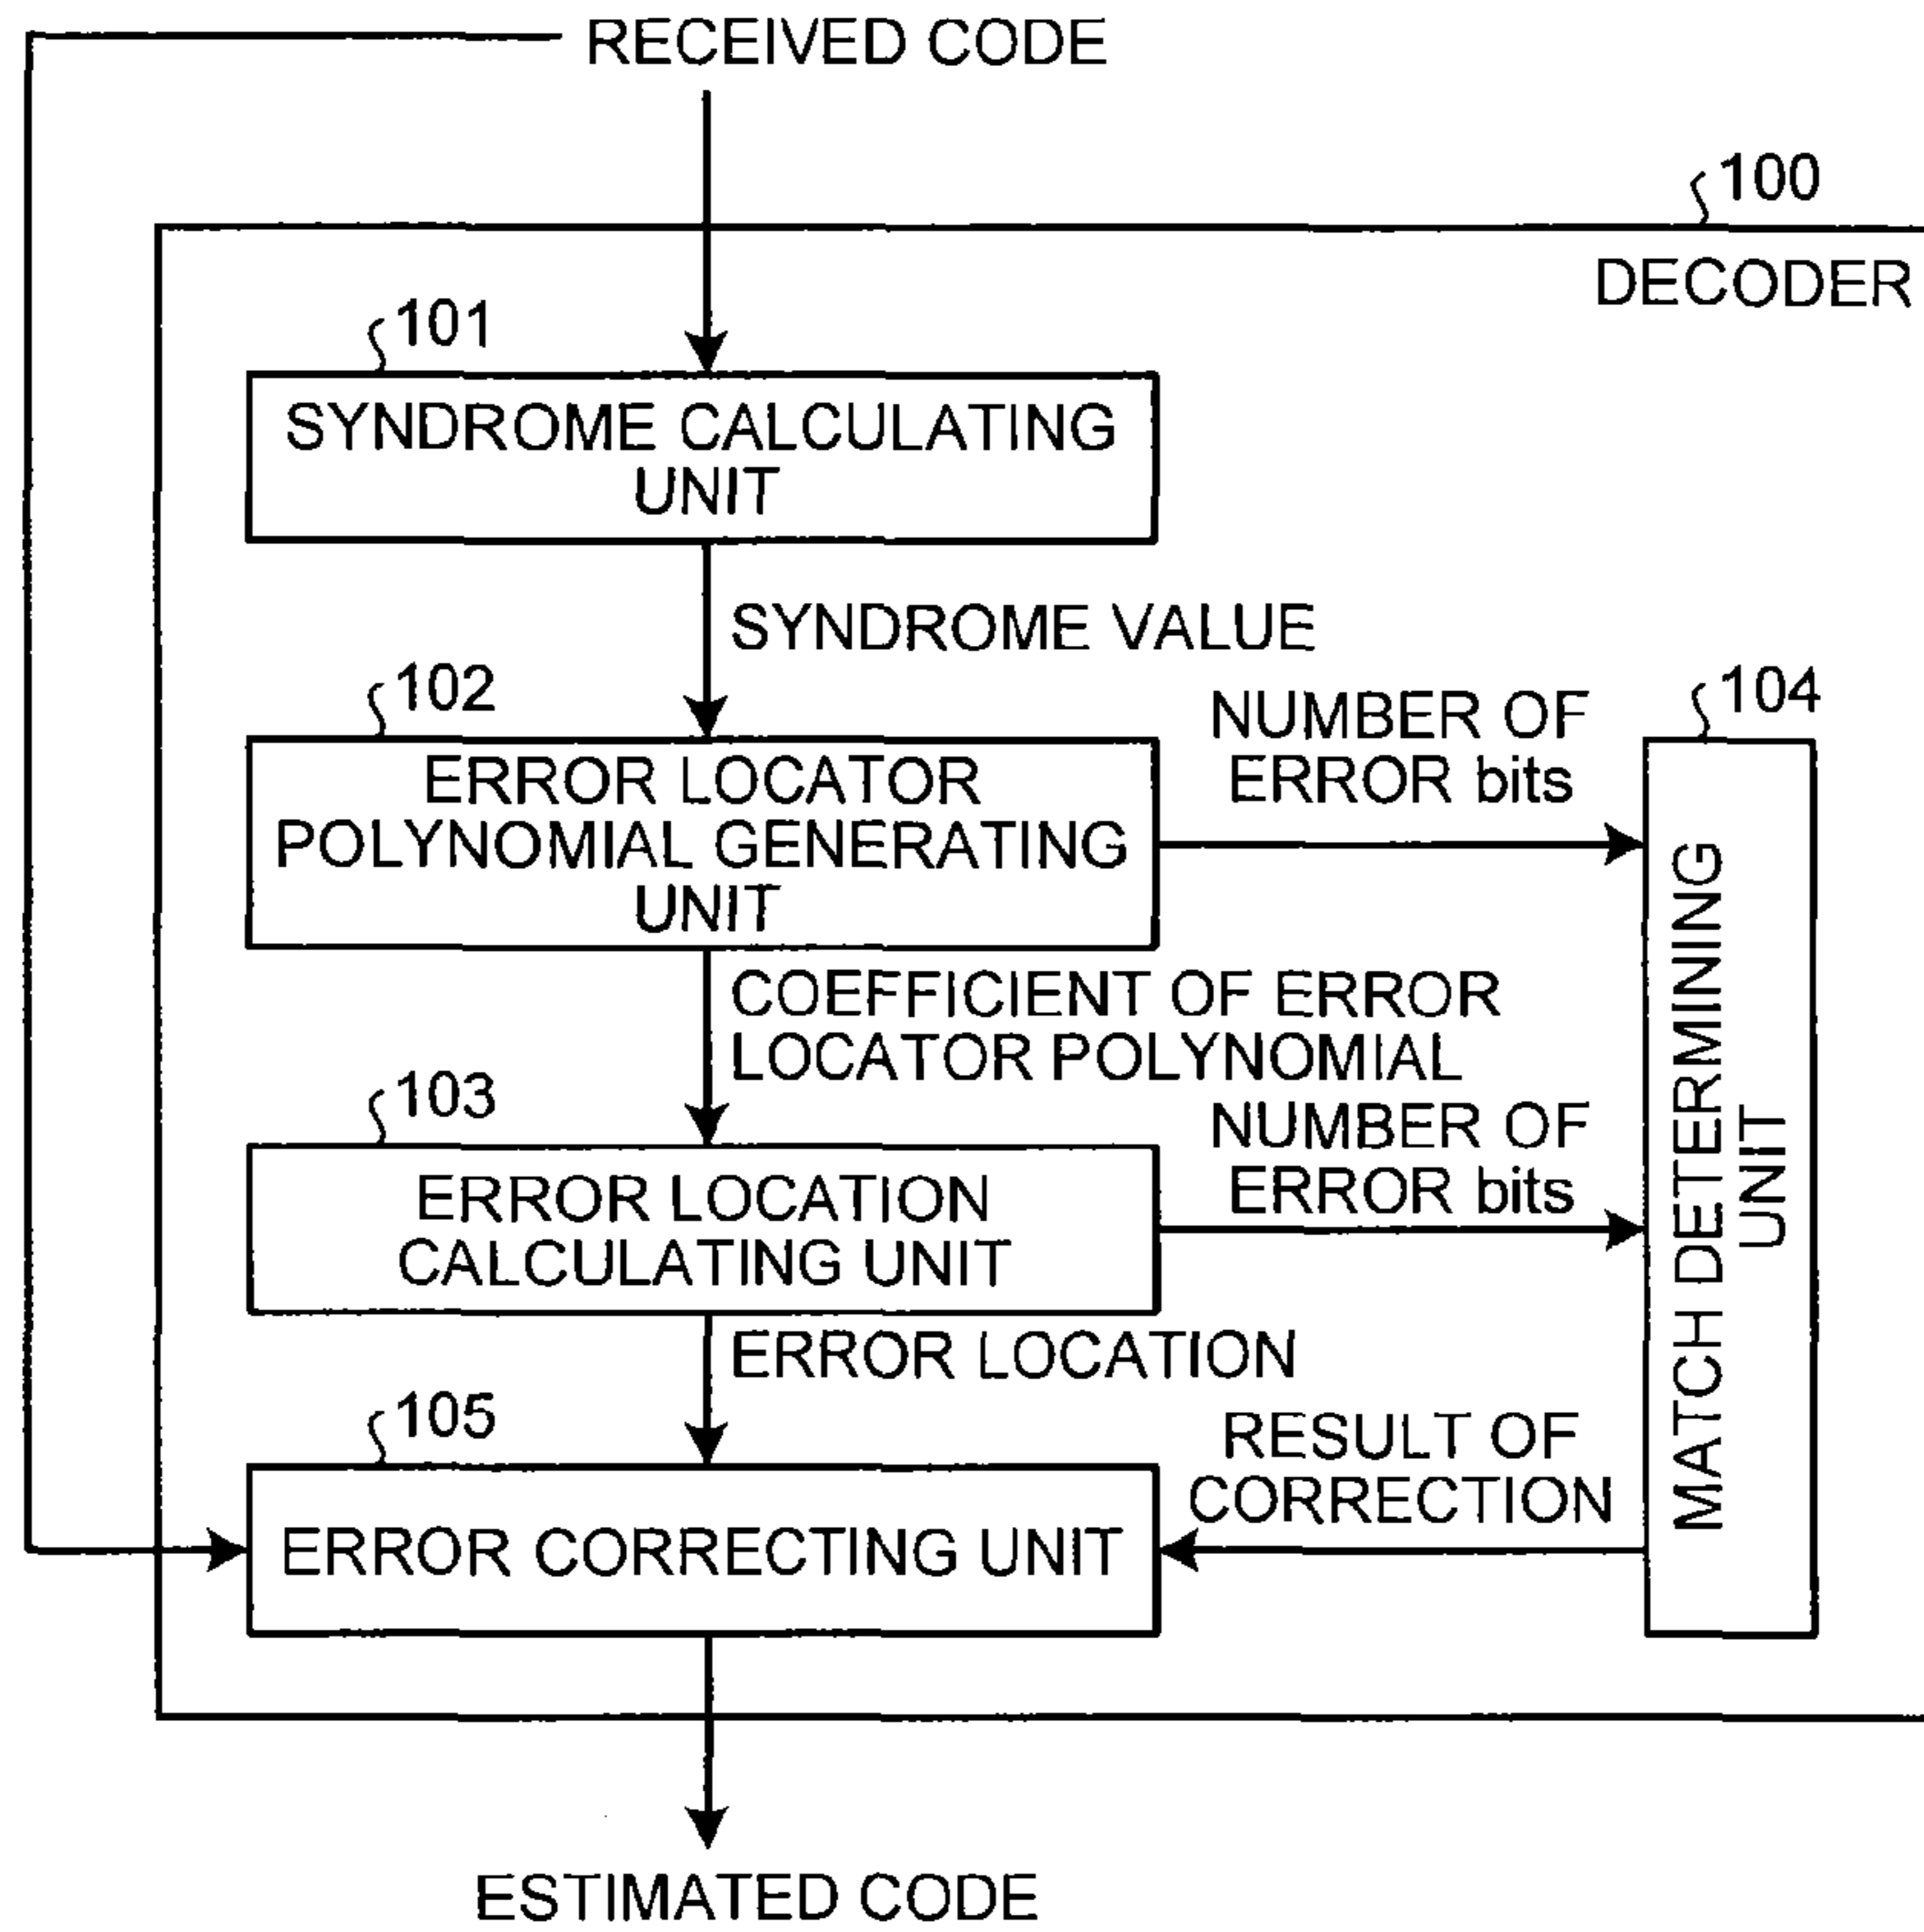 RECEIVED CODE
100
DECODER
101
SYNDROME CALCULATING
UNIT
SYNDROME VALUE
102
ERROR LOCATOR
POLYNOMIAL GENERATING
UNIT
NUMBER OF
ERROR bits
104
MATCH DETERMINING
UNIT
COEFFICIENT OF ERROR
LOCATOR POLYNOMIAL
103
ERROR LOCATION
CALCULATING UNIT
NUMBER OF
ERROR bits
ERROR LOCATION
105
ERROR CORRECTING UNIT
RESULT OF
CORRECTION
ESTIMATED CODE